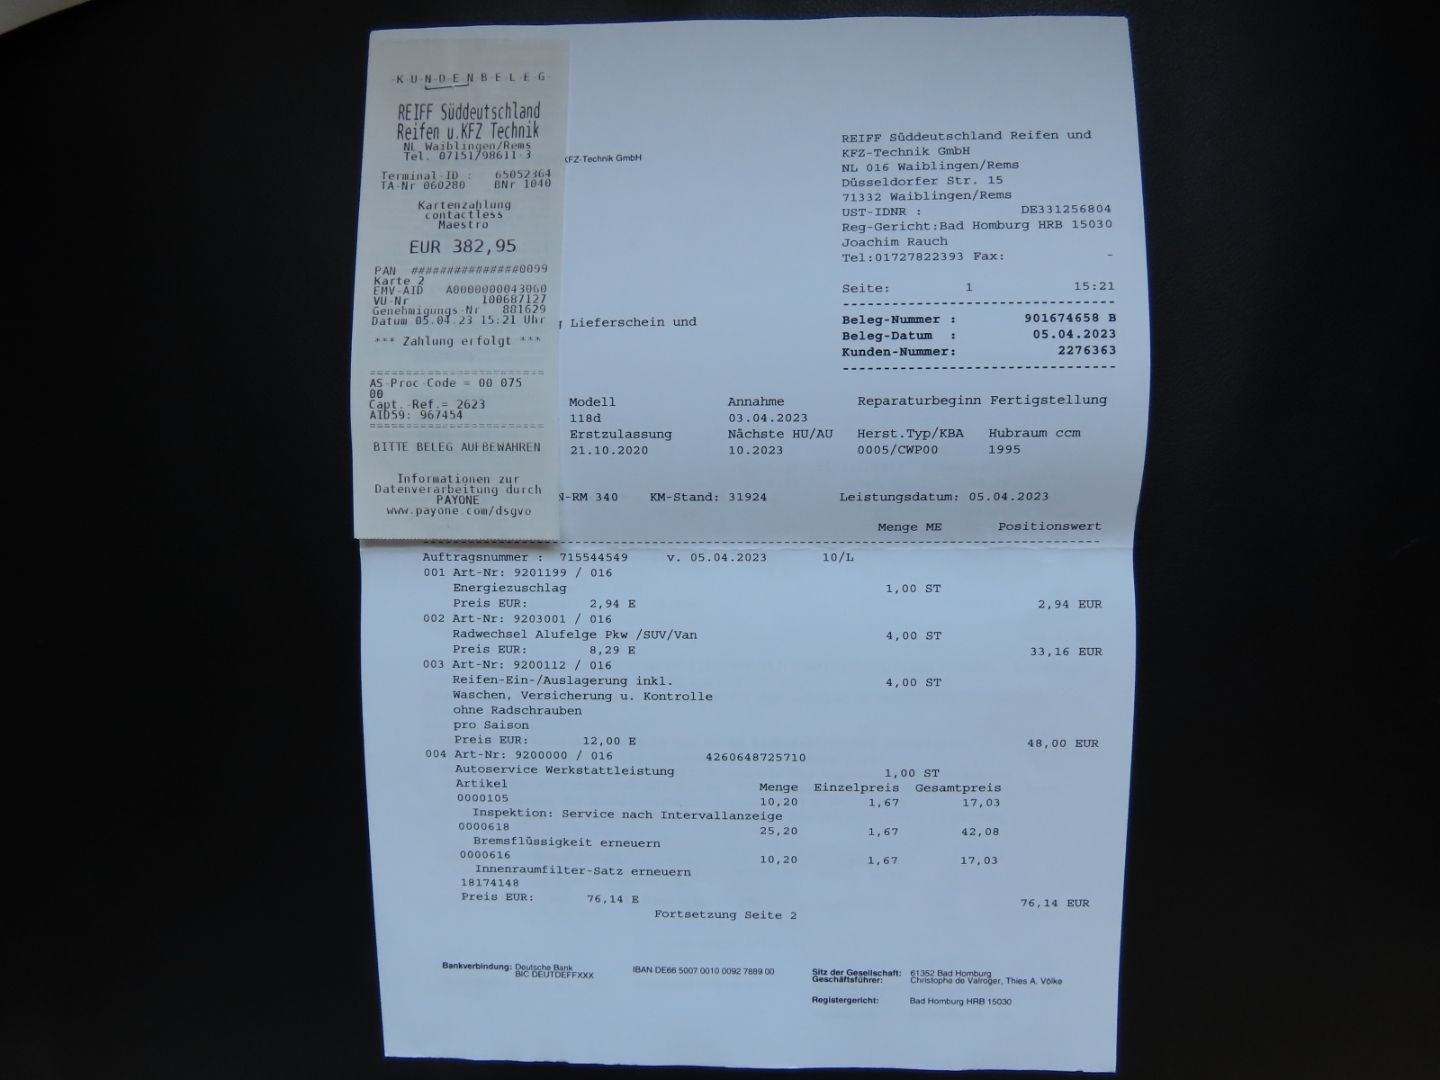 K-U-N-D-E-N-B-E-L-E-G
REIFF Süddeutschland
Reifen u.KFZ Technik
NL Waiblingen/Rems
Tel. 07151/98611-3
Terminal-ID : 65052364
TA-Nr 060280 BNr 1040
Kartenzahlung
contactless
Maestro
EUR 382,95
PAN ###############0099
Karte 2
EMV-AID A0000000043060
VU-Nr 100687127
Genehmigungs-Nr 881629
Datum 05.04.23 15:21 Uhr
*** Zahlung erfolgt ***
AS-Proc-Code = 00 075
00
Capt.-Ref.= 2623
AID59: 967454
BITTE BELEG AUFBEWAHREN
Informationen zur
Datenverarbeitung durch
PAYONE
www.payone.com/dsgvo
KFZ-Technik GmbH
REIFF Süddeutschland Reifen und
KFZ-Technik GmbH
NL 016 Waiblingen/Rems
Düsseldorfer Str. 15
71332 Waiblingen/Rems
UST-IDNR : DE331256804
Reg-Gericht:Bad Homburg HRB 15030
Joachim Rauch
Tel:01727822393 Fax: -
Seite: 1 15:21
Beleg-Nummer : 901674658 B
Beleg-Datum : 05.04.2023
Kunden-Nummer: 2276363
Lieferschein und
Modell Annahme Reparaturbeginn Fertigstellung
118d 03.04.2023
Erstzulassung Nächste HU/AU Herst.Typ/KBA Hubraum ccm
21.10.2020 10.2023 0005/CWP00 1995
N-RM 340 KM-Stand: 31924 Leistungsdatum: 05.04.2023
Menge ME Positionswert
Auftragsnummer : 715544549 v. 05.04.2023 10/L
001 Art-Nr: 9201199 / 016
Energiezuschlag 1,00 ST
Preis EUR: 2,94 E 2,94 EUR
002 Art-Nr: 9203001 / 016
Radwechsel Alufelge Pkw /SUV/Van 4,00 ST
Preis EUR: 8,29 E 33,16 EUR
003 Art-Nr: 9200112 / 016
Reifen-Ein-/Auslagerung inkl. 4,00 ST
Waschen, Versicherung u. Kontrolle
ohne Radschrauben
pro Saison
Preis EUR: 12,00 E 48,00 EUR
004 Art-Nr: 9200000 / 016 4260648725710
Autoservice Werkstattleistung 1,00 ST
Artikel Menge Einzelpreis Gesamtpreis
0000105 10,20 1,67 17,03
Inspektion: Service nach Intervallanzeige
0000618 25,20 1,67 42,08
Bremsflüssigkeit erneuern
0000616 10,20 1,67 17,03
Innenraumfilter-Satz erneuern
18174148
Preis EUR: 76,14 E 76,14 EUR
Fortsetzung Seite 2
Bankverbindung: Deutsche Bank IBAN DE66 5007 0010 0092 7889 00 Sitz der Gesellschaft: 61352 Bad Homburg
BIC DEUTDEFFXXX Geschäftsführer: Christophe de Valroger, Thies A. Völke
Registergericht: Bad Homburg HRB 15030